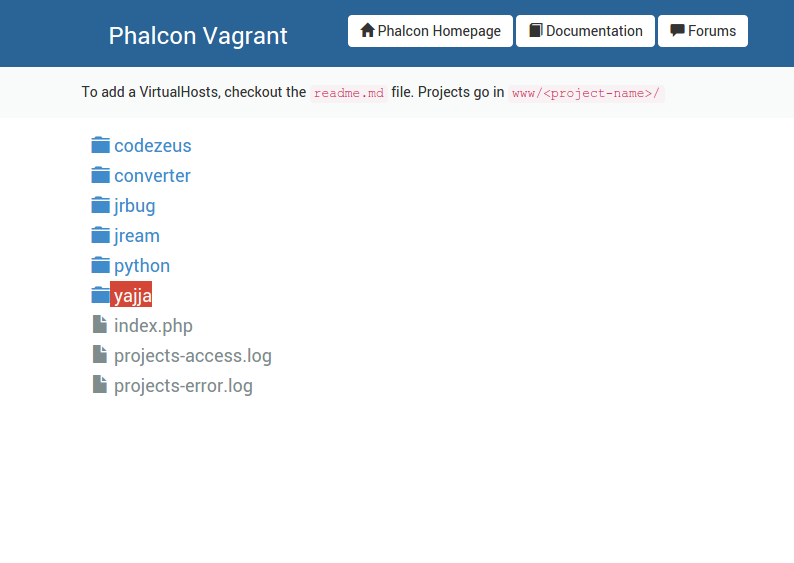 Phalcon Vagrant Phalcon Homepage Documentation Forums
To add a VirtualHosts, checkout the readme.md file. Projects go in www/<project-name>/
codezeus
converter
jrbug
jream
python
yajja
index.php
projects-access.log
projects-error.log